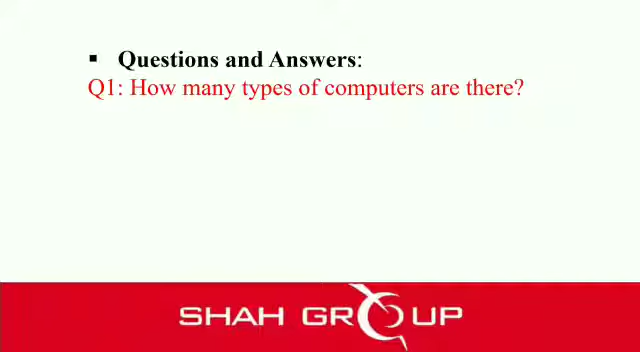 ▪ Questions and Answers:
Q1: How many types of computers are there?
SHAH GROUP